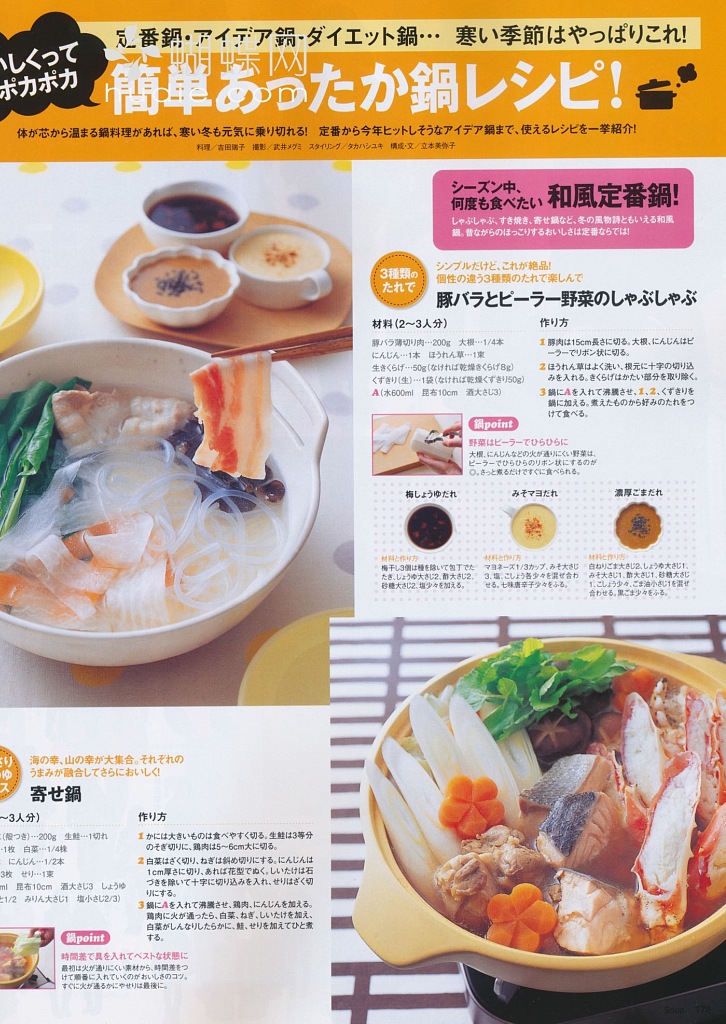 いしくって
ポカポカ
定番鍋・アイデア鍋・ダイエット鍋… 寒い季節はやっぱりこれ!
簡単あったか鍋レシピ!
蝴蝶网
体が芯から温まる鍋料理があれば、寒い冬も元気に乗り切れる! 定番から今年ヒットしそうなアイデア鍋まで、使えるレシピを一挙紹介!
料理/吉田瑞子 撮影/武井メグミ スタイリング/タカハシユキ 構成・文/立本美弥子
シーズン中、
何度も食べたい 和風定番鍋!
しゃぶしゃぶ、すき焼き、寄せ鍋など、冬の風物詩ともいえる和風
鍋。昔ながらのほっこりするおいしさは定番ならでは!
3種類の
たれで
シンプルだけど、これが絶品!
個性の違う3種類のたれで楽しんで
豚バラとピーラー野菜のしゃぶしゃぶ
材料(2〜3人分)
豚バラ薄切り肉…200g 大根…1/4本
にんじん…1本 ほうれん草…1束
生きくらげ…50g(なければ乾燥きくらげ8g)
くずきり(生)…1袋(なければ乾燥くずきり50g)
A(水600ml 昆布10cm 酒大さじ3)
作り方
1 豚肉は15cm長さに切る。大根、にんじんはピ
ーラーでリボン状に切る。
2 ほうれん草はよく洗い、根元に十字の切り込
みを入れる。きくらげはかたい部分を取り除く。
3 鍋にAを入れて沸騰させ、1、2、くずきりを
鍋に加える。煮えたものから好みのたれをつ
けて食べる。
鍋point
野菜はピーラーでひらひらに
大根、にんじんなどの火が通りにくい野菜は、
ピーラーでひらひらのリボン状にするのが
◎。さっと煮るだけですぐに食べられる。
梅しょうゆだれ
材料と作り方
梅干し3個は種を除いて包丁でた
たき、しょうゆ大さじ2、酢大さじ2、
砂糖大さじ2、塩少々を加える。
みそマヨだれ
材料と作り方
マヨネーズ1/3カップ、みそ大さじ
3、塩、こしょう各少々を混ぜ合わ
せる。七味唐辛子少々をふる。
濃厚ごまだれ
材料と作り方
白ねりごま大さじ2、しょうゆ大さじ1、
みそ大さじ1、酢大さじ1、砂糖大さじ
1、こしょう少々、ごま油小さじ1を混ぜ
合わせる。黒ごま少々をふる。
海の幸、山の幸が大集合。それぞれの
うまみが融合してさらにおいしく!
寄せ鍋
〜3人分)
(殻つき)…200g 生鮭…1切れ
…1枚 白菜…1/4株
にんじん…1/2本
3枚 せり…1束
ml 昆布10cm 酒大さじ3 しょうゆ
と1/2 みりん大さじ1 塩小さじ2/3)
作り方
1 かには大きいものは食べやすく切る。生鮭は3等分
のそぎ切りに、鶏肉は5〜6cm大に切る。
2 白菜はざく切り、ねぎは斜め切りにする。にんじんは
1cm厚さに切り、あれば花型でぬく。しいたけは石
づきを除いて十字に切り込みを入れ、せりはざく切
りにする。
3 鍋にAを入れて沸騰させ、鶏肉、にんじんを加える。
鶏肉に火が通ったら、白菜、ねぎ、しいたけを加え、
白菜がしんなりしたらかに、鮭、せりを加えてひと煮
する。
鍋point
時間差で具を入れてベストな状態に
最初は火が通りにくい素材から、時間差をつ
けて順番に入れていくのがおいしさのコツ。
すぐに火が通るかにやせりは最後に。